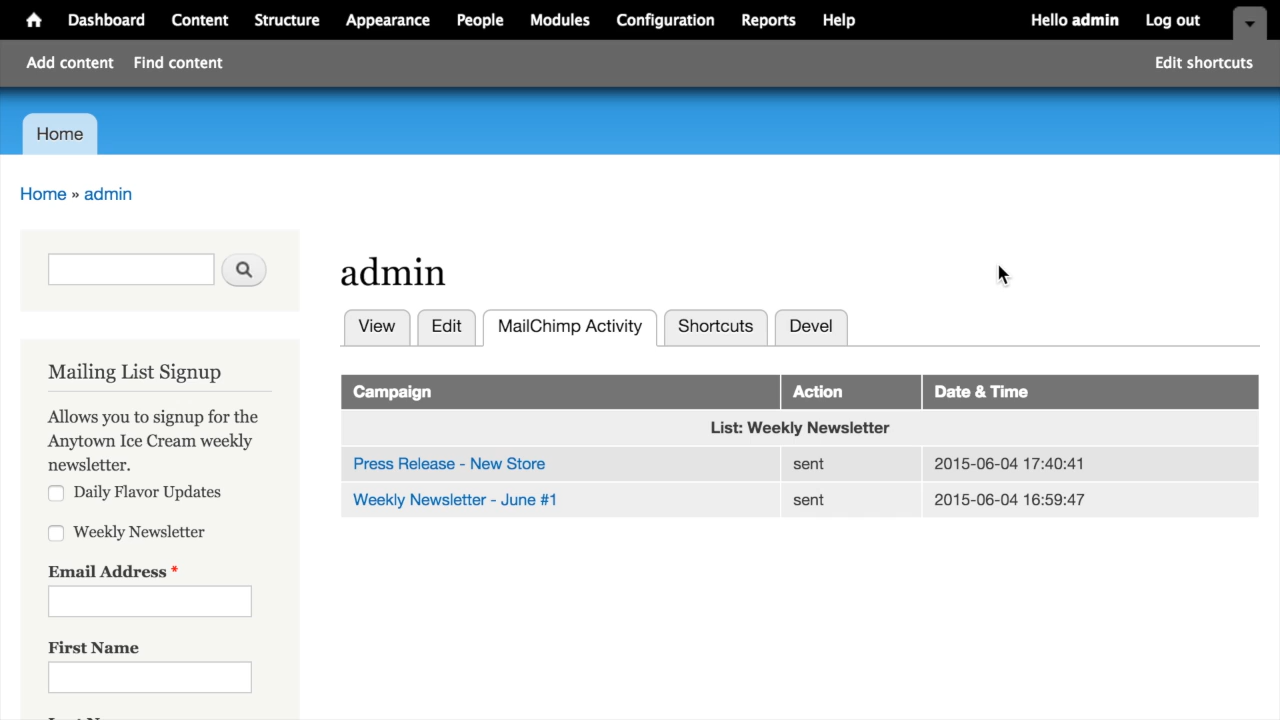 Dashboard Content Structure Appearance People Modules Configuration Reports Help Hello admin Log out
Add content Find content Edit shortcuts
Home
Home » admin
admin
View Edit MailChimp Activity Shortcuts Devel
Campaign Action Date & Time
List: Weekly Newsletter
Press Release - New Store sent 2015-06-04 17:40:41
Weekly Newsletter - June #1 sent 2015-06-04 16:59:47
Mailing List Signup
Allows you to signup for the
Anytown Ice Cream weekly
newsletter.
Daily Flavor Updates
Weekly Newsletter
Email Address *
First Name